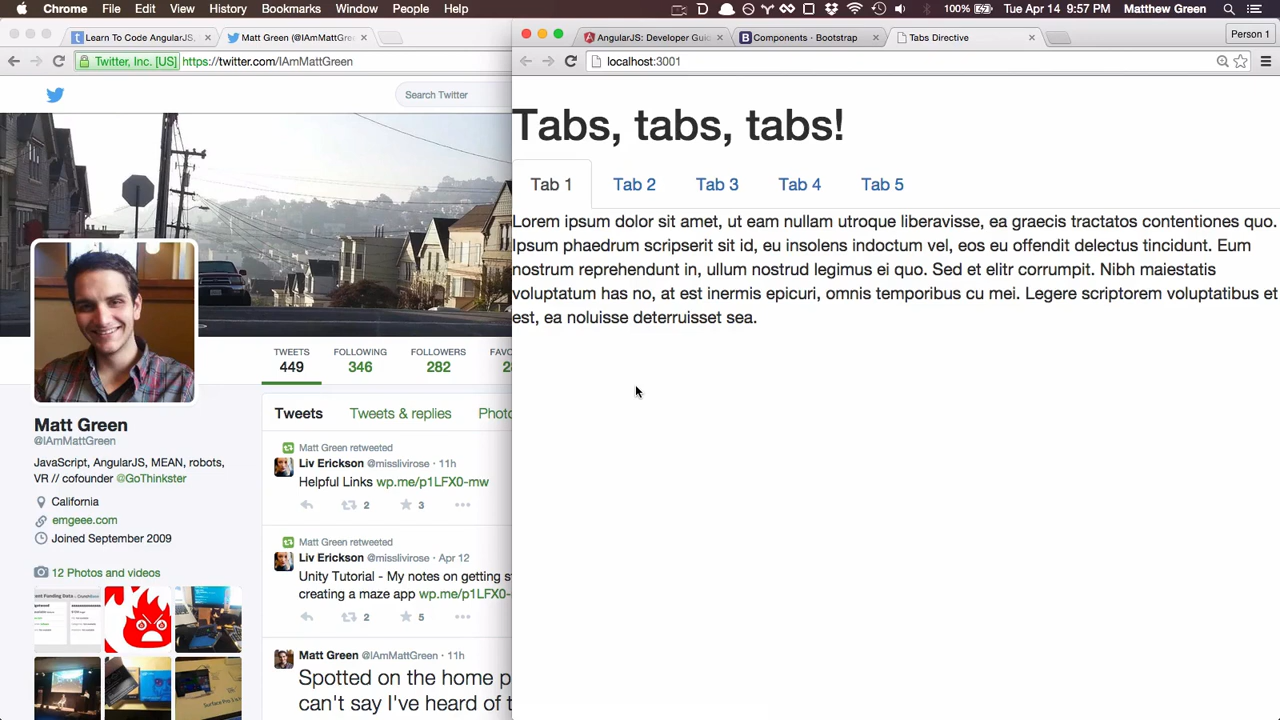 Chrome File Edit View History Bookmarks Window People Help
100% Tue Apr 14 9:57 PM Matthew Green
Learn To Code AngularJS,
Matt Green (@IAmMattGre
Twitter, Inc. [US] https://twitter.com/IAmMattGreen
Search Twitter
TWEETS FOLLOWING FOLLOWERS
449 346 282
Matt Green
@IAmMattGreen
JavaScript, AngularJS, MEAN, robots,
VR // cofounder @GoThinkster
California
emgeee.com
Joined September 2009
12 Photos and videos
Tweets Tweets & replies
Matt Green retweeted
Liv Erickson @misslivrose · 11h
Helpful Links wp.me/p1LFX0-mw
2 3
Matt Green retweeted
Liv Erickson @misslivrose · Apr 12
Unity Tutorial - My notes on getting
creating a maze app wp.me/p1LFX0-
2 5
Matt Green @IAmMattGreen · 11h
Spotted on the home p
can't say I've heard of
AngularJS: Developer Gui
Components · Bootstrap
Tabs Directive
Person 1
localhost:3001
Tabs, tabs, tabs!
Tab 1 Tab 2 Tab 3 Tab 4 Tab 5
Lorem ipsum dolor sit amet, ut eam nullam utroque liberavisse, ea graecis tractatos contentiones quo.
Ipsum phaedrum scripserit sit id, eu insolens indoctum vel, eos eu offendit delectus tincidunt. Eum
nostrum reprehendunt in, ullum nostrud legimus ei quo. Sed et elitr corrumpit. Nibh maiestatis
voluptatum has no, at est inermis epicuri, omnis temporibus cu mei. Legere scriptorem voluptatibus et
est, ea noluisse deterruisset sea.